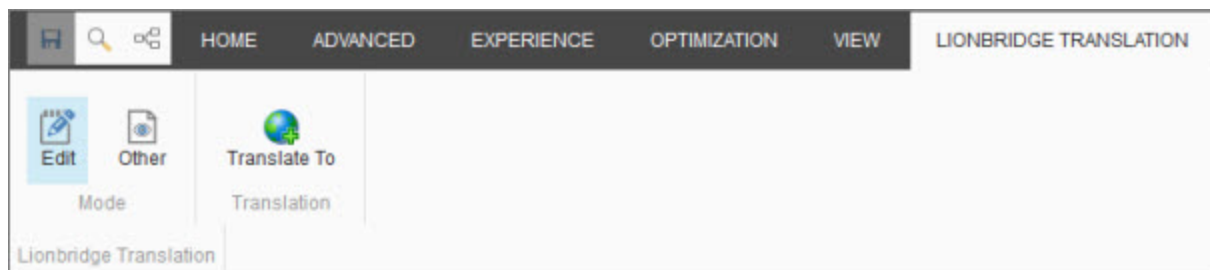 HOME ADVANCED EXPERIENCE OPTIMIZATION VIEW LIONBRIDGE TRANSLATION
Edit Other Translate To
Mode Translation
Lionbridge Translation